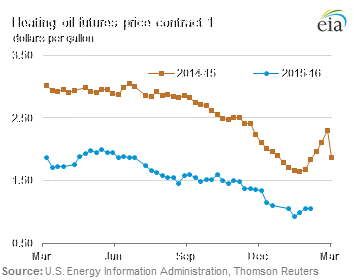 Heating oil futures price contract 1
dollars per gallon
eia
3.50
2014-15
2015-16
2.50
1.50
0.50
Mar
Jun
Sep
Dec
Mar
Source: U.S. Energy Information Administration, Thomson Reuters